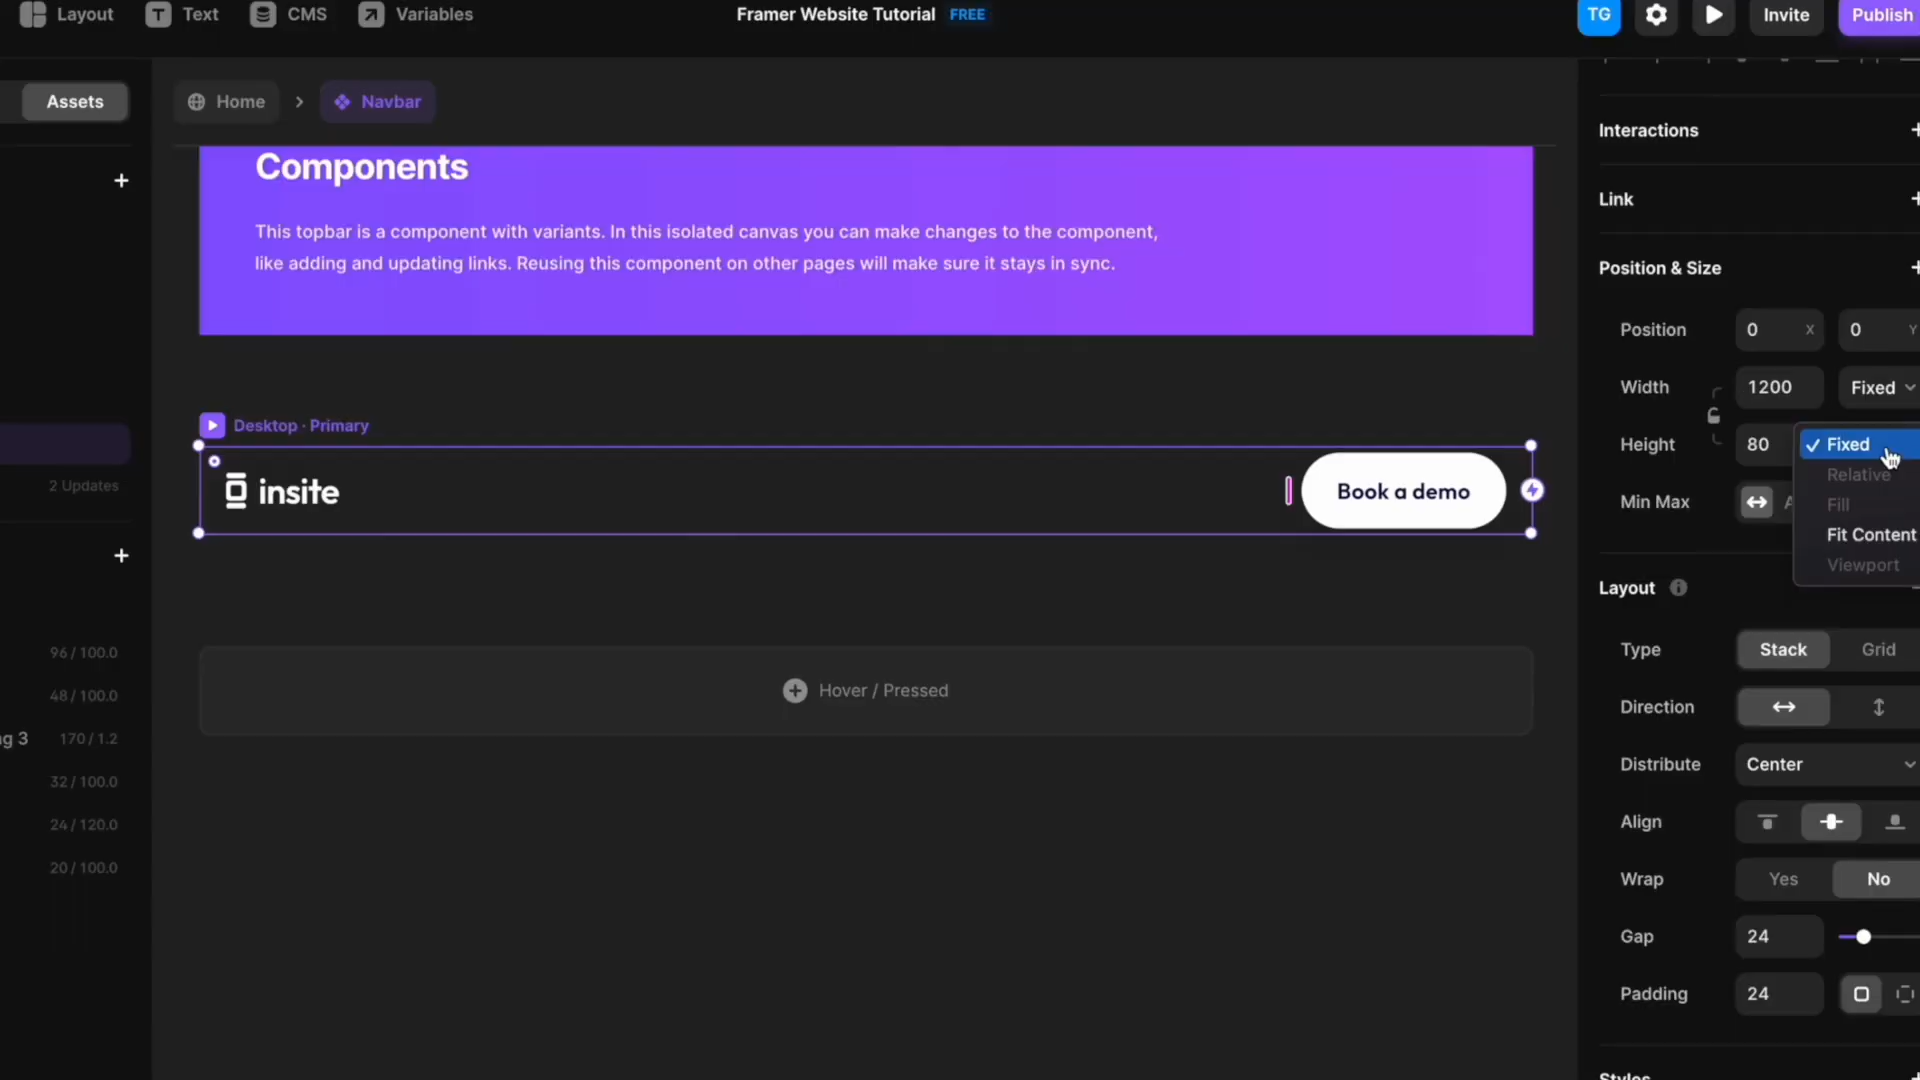 Layout
Text
CMS
Variables
Framer Website Tutorial FREE
TG
Invite
Publish
Assets
Home
Navbar
Components
This topbar is a component with variants. In this isolated canvas you can make changes to the component,
like adding and updating links. Reusing this component on other pages will make sure it stays in sync.
Desktop · Primary
insite
Book a demo
Hover / Pressed
2 Updates
96 / 100.0
48 / 100.0
g 3 170 / 1.2
32 / 100.0
24 / 120.0
20 / 100.0
Interactions
Link
Position & Size
Position 0 X 0 Y
Width 1200 Fixed
Height 80
Fixed
Relative
Fill
Fit Content
Viewport
Min Max A
Layout
Type Stack Grid
Direction
Distribute Center
Align
Wrap Yes No
Gap 24
Padding 24
Styles